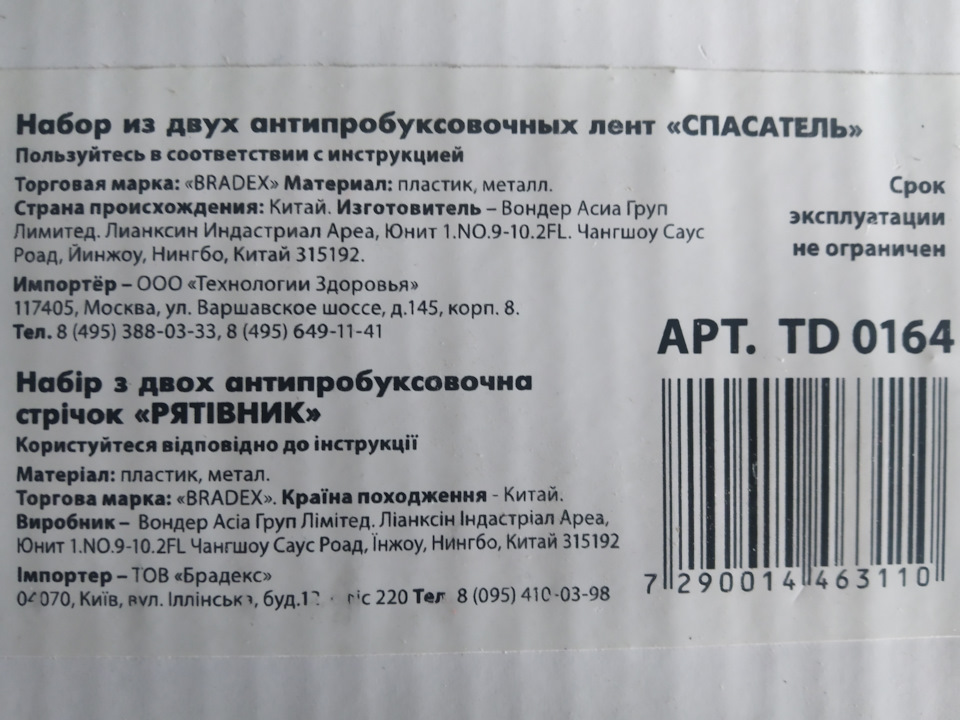 Набор из двух антипробуксовочных лент «СПАСАТЕЛЬ»
Пользуйтесь в соответствии с инструкцией
Торговая марка: «BRADEX» Материал: пластик, металл.
Страна происхождения: Китай. Изготовитель – Вондер Асиа Груп
Лимитед. Лианксин Индастриал Ареа, Юнит 1.NO.9-10.2FL. Чангшоу Саус
Роад, Йинжоу, Нингбо, Китай 315192.
Импортёр – ООО «Технологии Здоровья»
117405, Москва, ул. Варшавское шоссе, д.145, корп. 8.
Тел. 8 (495) 388-03-33, 8 (495) 649-11-41
Срок
эксплуатации
не ограничен
АРТ. TD 0164
Набір з двох антипробуксовочна
стрічок «РЯТІВНИК»
Користуйтеся відповідно до інструкції
Матеріал: пластик, метал.
Торгова марка: «BRADEX». Країна походження - Китай.
Виробник – Вондер Асіа Груп Лімітед. Ліанксін Індастріал Ареа,
Юнит 1.NO.9-10.2FL Чангшоу Саус Роад, Їнжоу, Нингбо, Китай 315192
Імпортер – ТОВ «Брадекс»
Київ, вул. Іллінська, 220 Тел 8 (095) 410-03-98
7 290014 463110